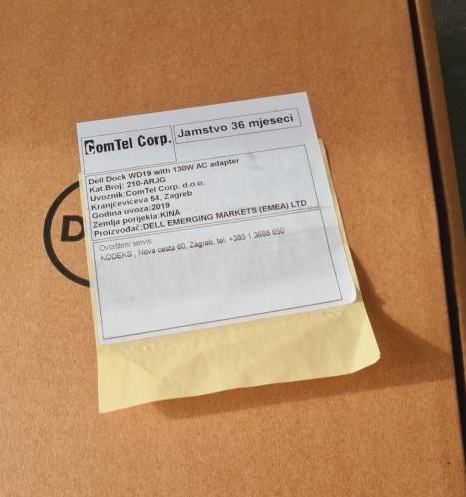 ComTel Corp.
Jamstvo 36 mjeseci
Dell Dock WD19 with 130W AC adapter
Kat.Broj: 210-ARJG
Uvoznik:ComTel Corp. d.o.o.
Kranjčevićeva 54, Zagreb
Godina uvoza:2019
Zemlja porijekla:KINA
Proizvođač:DELL EMERGING MARKETS (EMEA) LTD
Ovlašteni servis
KODEKS , Nova cesta 60, Zagreb, tel: +385 1 3688 650
D